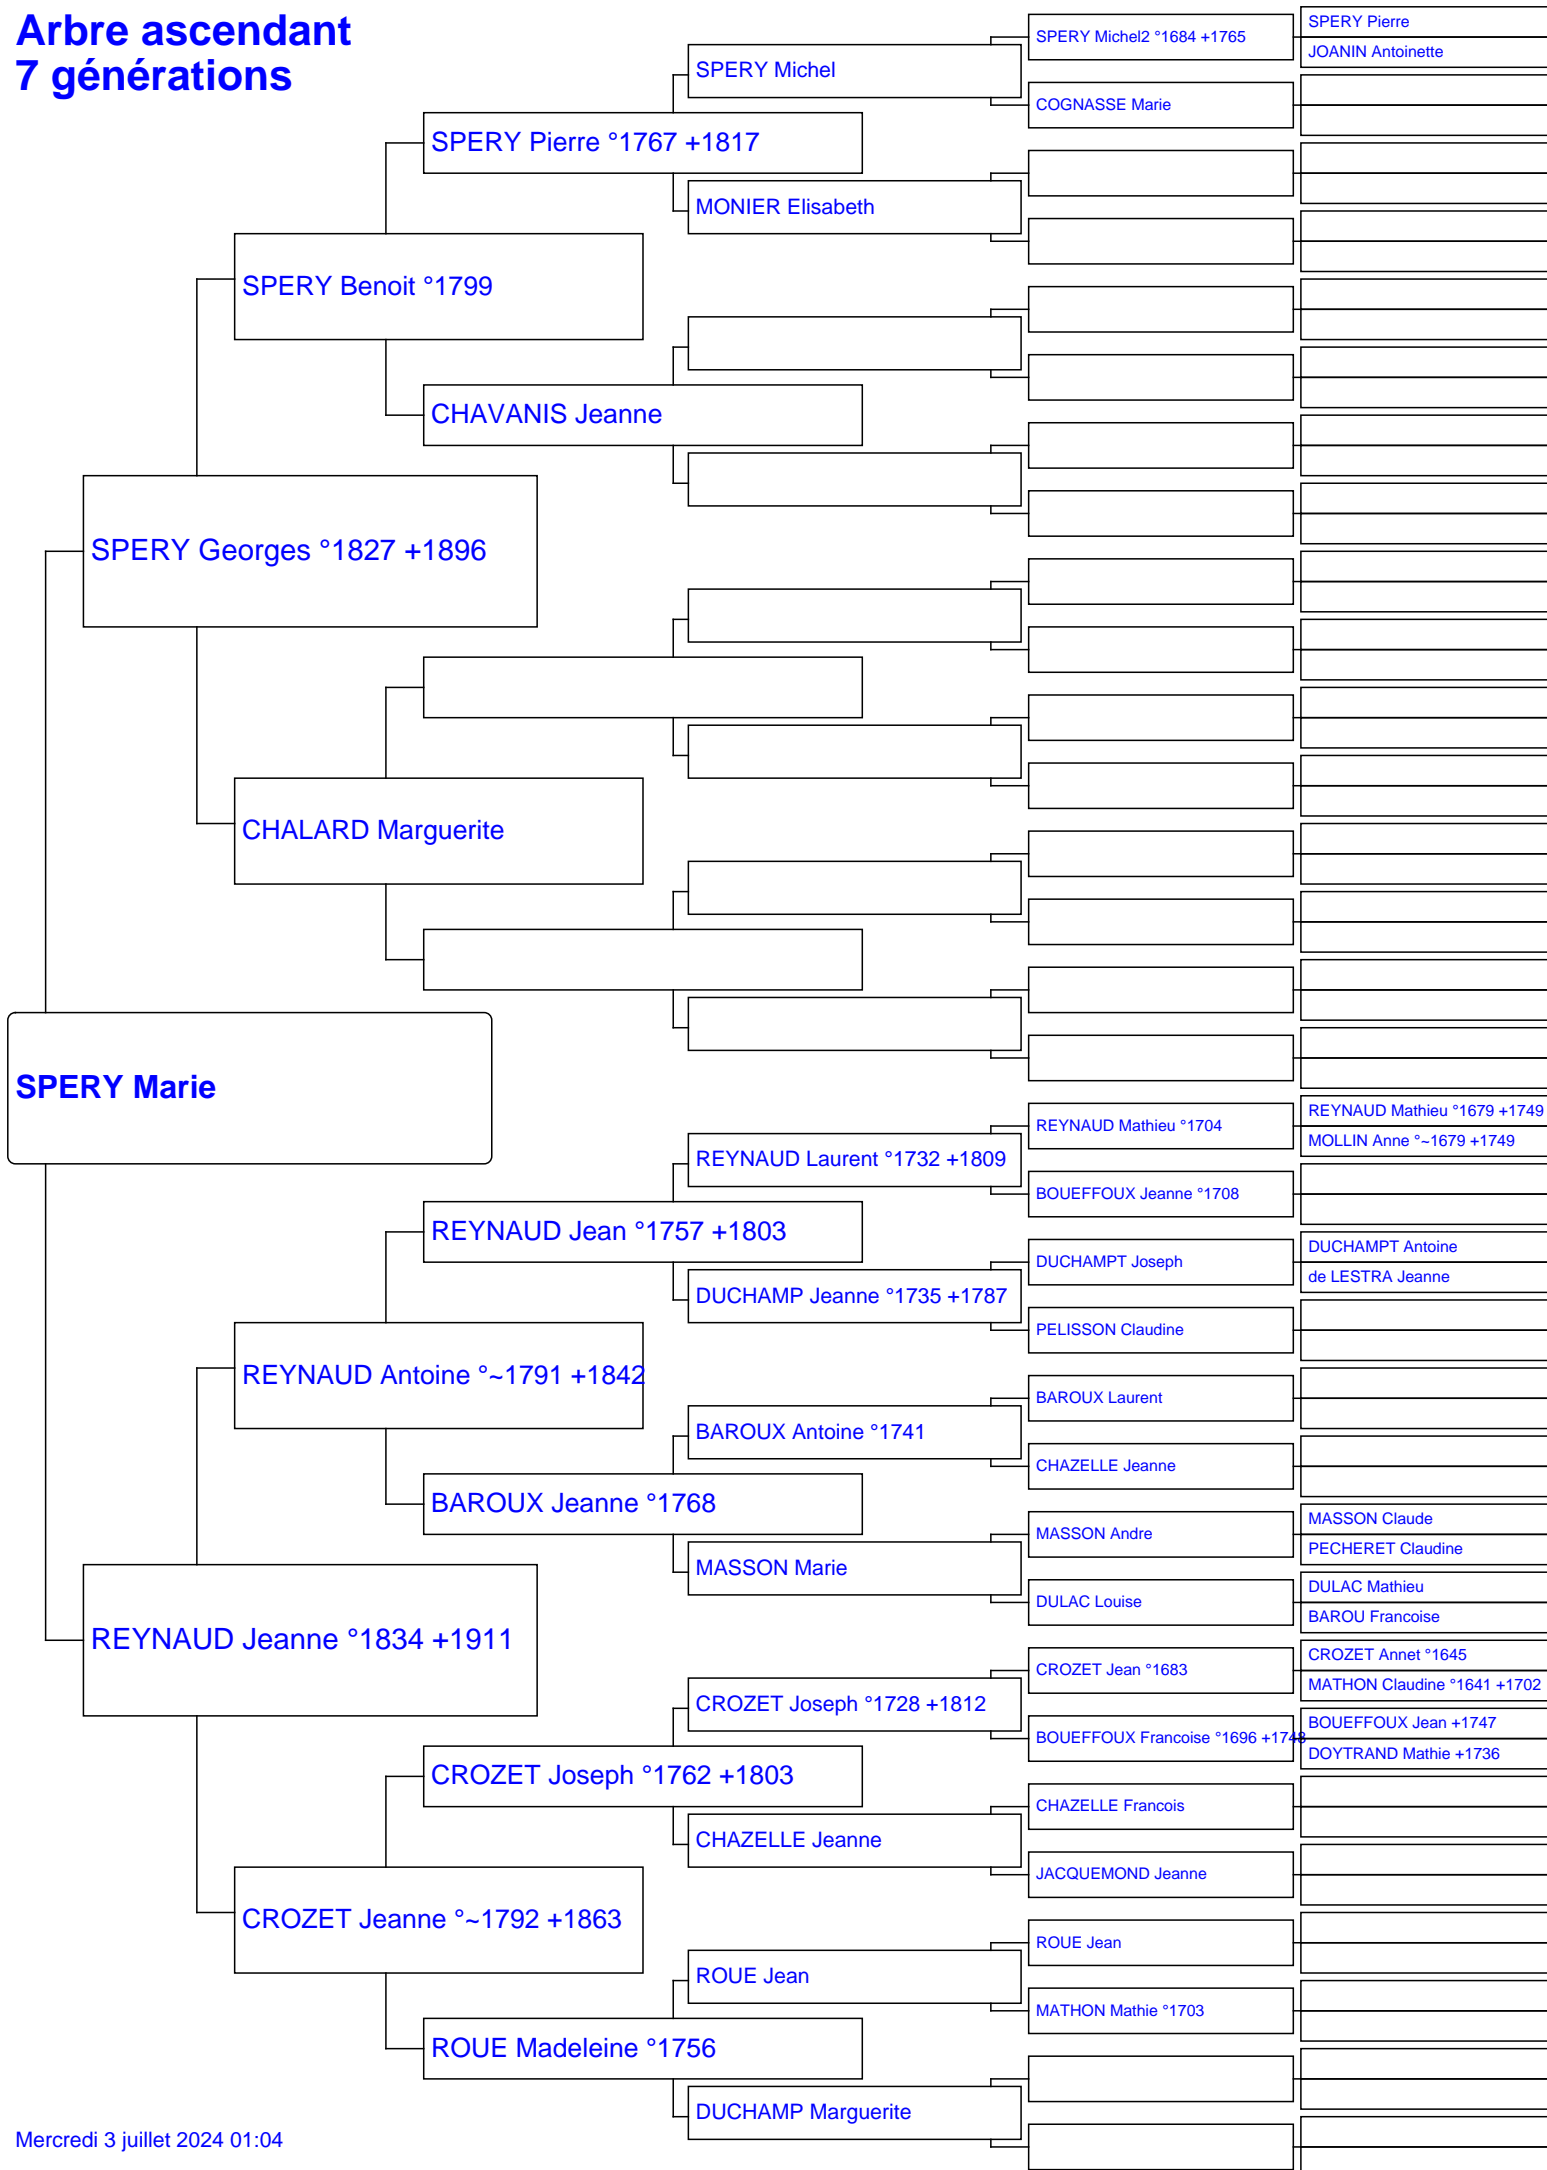 Arbre ascendant
7 générations
SPERY Marie
SPERY Georges °1827 +1896
REYNAUD Jeanne °1834 +1911
SPERY Benoit °1799
CHALARD Marguerite
REYNAUD Antoine °~1791 +1842
CROZET Jeanne °~1792 +1863
SPERY Pierre °1767 +1817
CHAVANIS Jeanne
REYNAUD Jean °1757 +1803
BAROUX Jeanne °1768
CROZET Joseph °1762 +1803
ROUE Madeleine °1756
SPERY Michel
MONIER Elisabeth
REYNAUD Laurent °1732 +1809
DUCHAMP Jeanne °1735 +1787
BAROUX Antoine °1741
MASSON Marie
CROZET Joseph °1728 +1812
CHAZELLE Jeanne
ROUE Jean
DUCHAMP Marguerite
SPERY Michel2 °1684 +1765
COGNASSE Marie
REYNAUD Mathieu °1704
BOUEFFOUX Jeanne °1708
DUCHAMPT Joseph
PELISSON Claudine
BAROUX Laurent
CHAZELLE Jeanne
MASSON Andre
DULAC Louise
CROZET Jean °1683
BOUEFFOUX Francoise °1696 +1748
CHAZELLE Francois
JACQUEMOND Jeanne
ROUE Jean
MATHON Mathie °1703
SPERY Pierre
JOANIN Antoinette
REYNAUD Mathieu °1679 +1749
MOLLIN Anne °~1679 +1749
DUCHAMPT Antoine
de LESTRA Jeanne
MASSON Claude
PECHERET Claudine
DULAC Mathieu
BAROU Francoise
CROZET Annet °1645
MATHON Claudine °1641 +1702
BOUEFFOUX Jean +1747
DOYTRAND Mathie +1736
Mercredi 3 juillet 2024 01:04